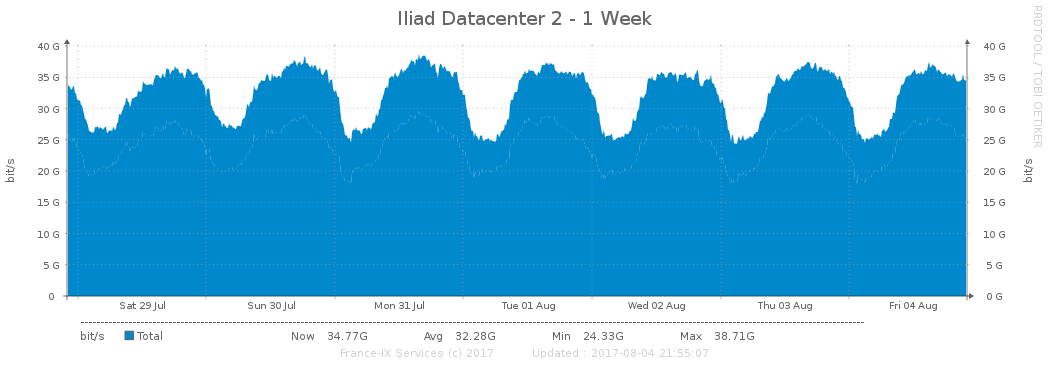 Iliad Datacenter 2 - 1 Week
RRDTOOL / TOBI OETIKER
40 G 40 G
35 G 35 G
30 G 30 G
25 G 25 G
20 G 20 G
15 G 15 G
10 G 10 G
5 G 5 G
0 0 G
bit/s bit/s
Sat 29 Jul Sun 30 Jul Mon 31 Jul Tue 01 Aug Wed 02 Aug Thu 03 Aug Fri 04 Aug
bit/s Total Now 34.77G Avg 32.28G Min 24.33G Max 38.71G
France-IX Services (c) 2017 Updated : 2017-08-04 21:55:07